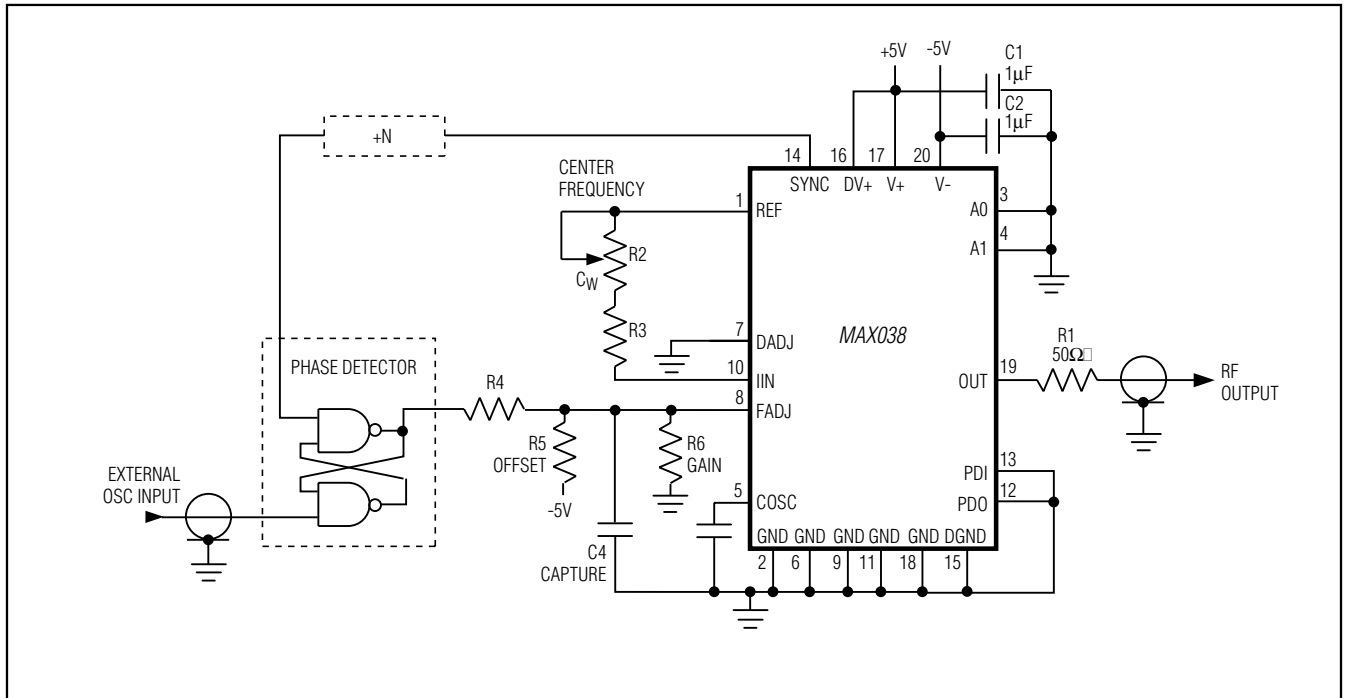 +5V
-5V
C1
1µF
C2
1µF
+N
14
16
17
20
SYNC
DV+
V+
V-
CENTER
FREQUENCY
1
REF
A0
3
A1
4
R2
CW
R3
7
DADJ
MAX038
10
IIN
8
FADJ
PHASE DETECTOR
R4
R5
OFFSET
-5V
R6
GAIN
R1
50Ω□
19
OUT
RF
OUTPUT
EXTERNAL
OSC INPUT
5
COSC
PDI
13
PDO
12
C4
CAPTURE
GND
GND
GND
GND
GND
DGND
2
6
9
11
18
15